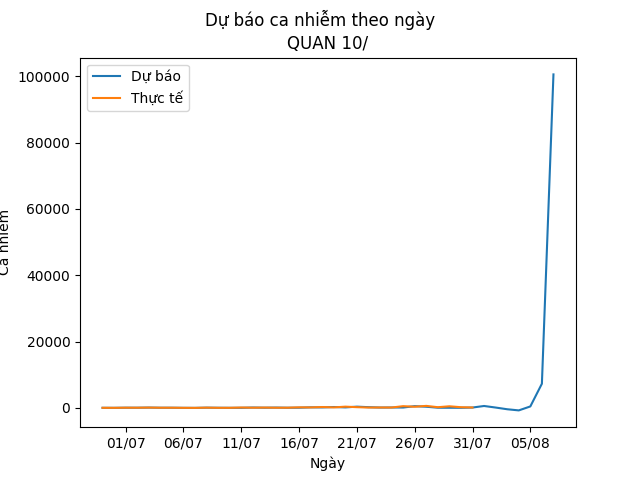 Dự báo ca nhiễm theo ngày
QUAN 10/
Dự báo
Thực tế
100000
80000
60000
40000
20000
0
Ca nhiễm
01/07 06/07 11/07 16/07 21/07 26/07 31/07 05/08
Ngày